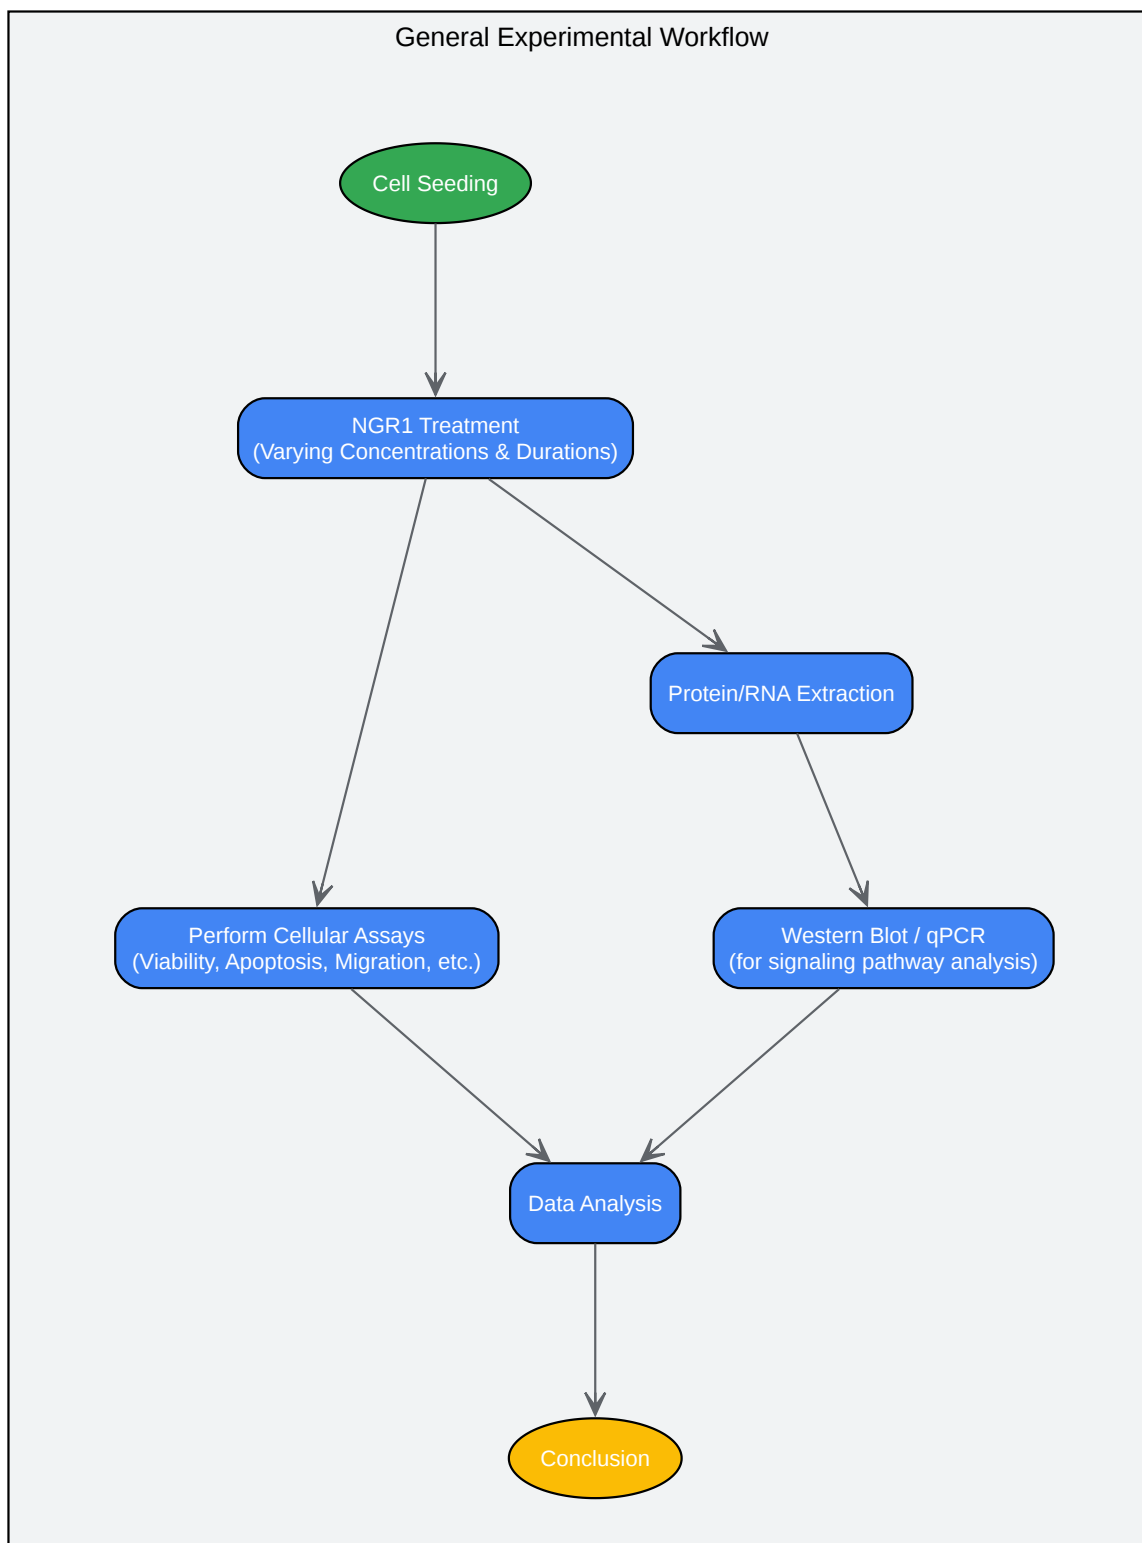 General Experimental Workflow
Cell Seeding
NGR1 Treatment
(Varying Concentrations & Durations)
Protein/RNA Extraction
Perform Cellular Assays
(Viability, Apoptosis, Migration, etc.)
Western Blot / qPCR
(for signaling pathway analysis)
Data Analysis
Conclusion